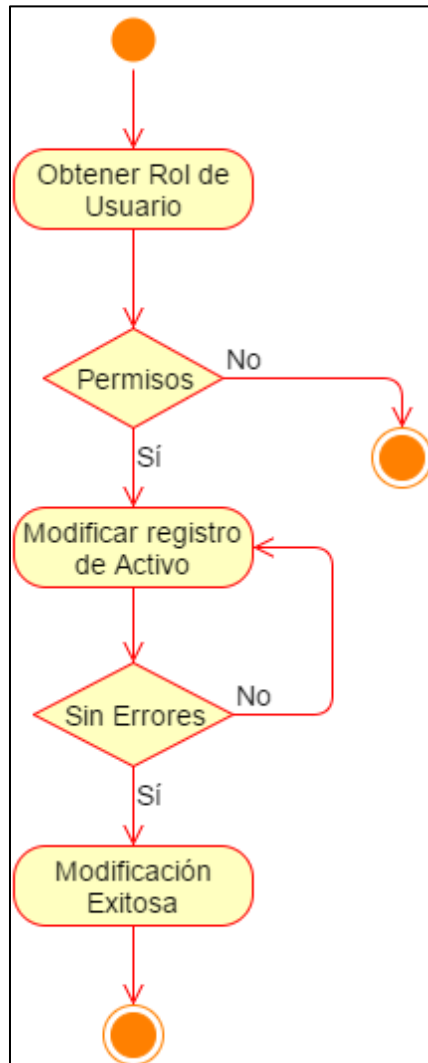 Obtener Rol de
Usuario
Permisos
No
Sí
Modificar registro
de Activo
Sin Errores
No
Sí
Modificación
Exitosa